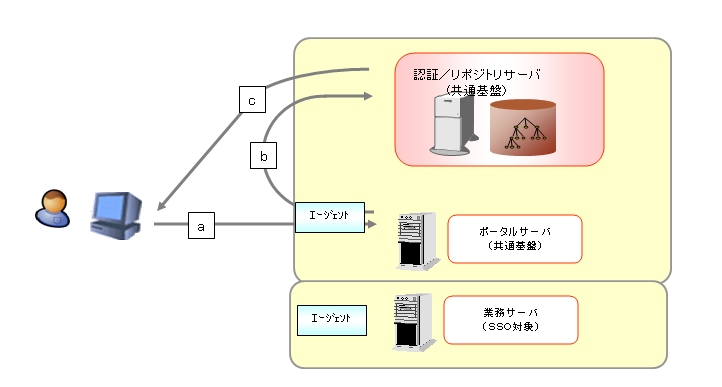 認証／リポジトリサーバ
(共通基盤)
c
b
ｴｰｼﾞｪﾝﾄ
a
ポータルサーバ
(共通基盤)
ｴｰｼﾞｪﾝﾄ
業務サーバ
(SSO対象)